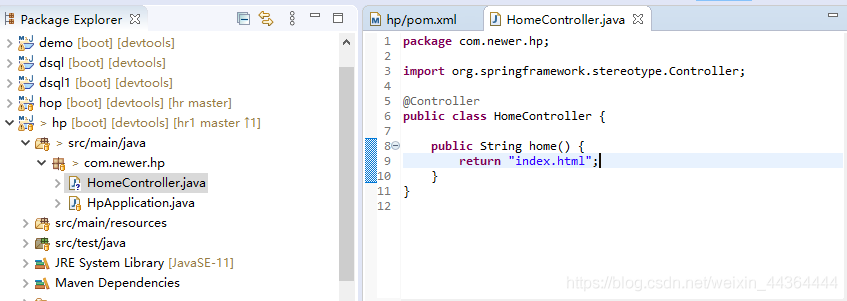 Package Explorer
demo [boot] [devtools]
dsql [boot] [devtools]
dsql1 [boot] [devtools]
hop [boot] [devtools] [hr master]
> hp [boot] [devtools] [hr1 master ↑1]
> src/main/java
> com.newer.hp
HomeController.java
HpApplication.java
src/main/resources
src/test/java
JRE System Library [JavaSE-11]
Maven Dependencies
hp/pom.xml
HomeController.java
1 package com.newer.hp;
2
3 import org.springframework.stereotype.Controller;
4
5 @Controller
6 public class HomeController {
7
8 public String home() {
9 return "index.html";
10 }
11 }
12
https://blog.csdn.net/weixin_44364444